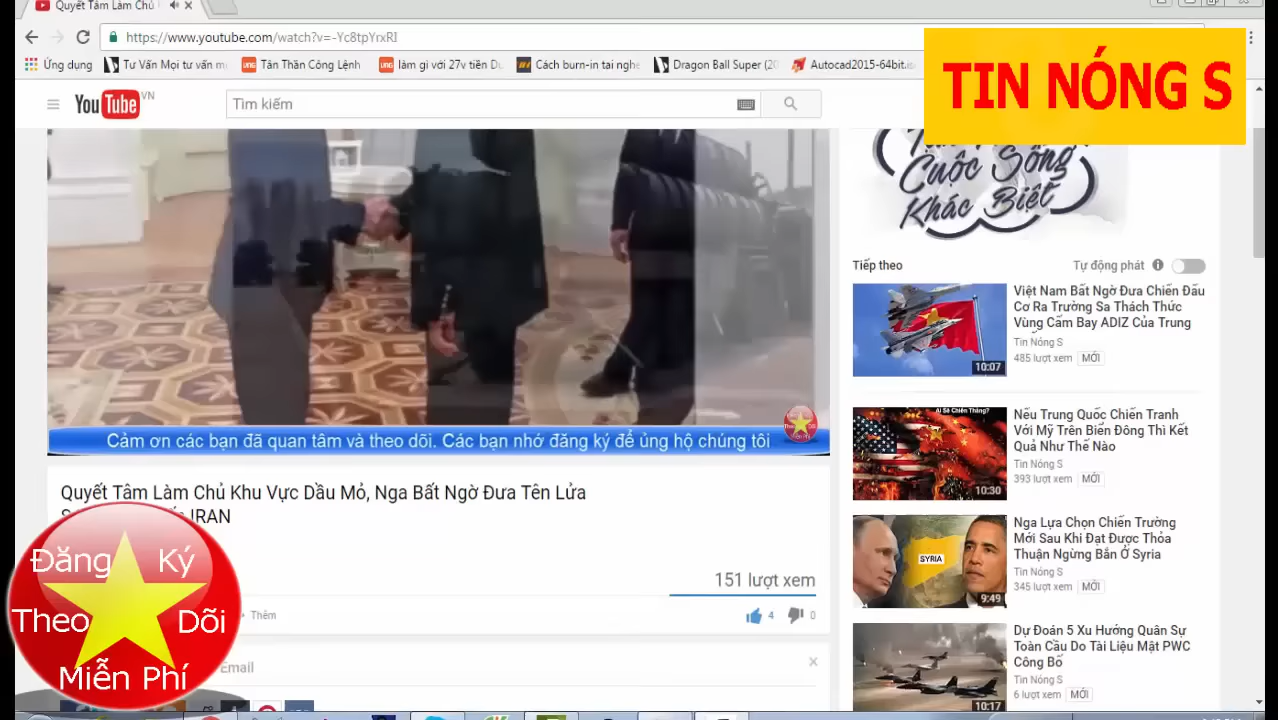 Quyết Tâm Làm Chủ
https://www.youtube.com/watch?v=-Yc8tpYrxRI
Ứng dụng
Tư Vấn Mọi tư vấn m
Tân Thần Công Lệnh
làm gì với 27v tiên Du
Cách burn-in tai nghe
Dragon Ball Super (20
Autocad2015-64bit.is
TIN NÓNG S
YouTube VN
Tìm kiếm
Cuộc Sống
Khác Biệt
Tiếp theo
Tự động phát
Việt Nam Bất Ngờ Đưa Chiến Đấu
Cơ Ra Trường Sa Thách Thức
Vùng Cấm Bay ADIZ Của Trung
Tin Nóng S
485 lượt xem MỚI
10:07
Ai Sẽ Chiến Thắng?
Nếu Trung Quốc Chiến Tranh
Với Mỹ Trên Biển Đông Thì Kết
Quả Như Thế Nào
Tin Nóng S
393 lượt xem MỚI
10:30
Nga Lựa Chọn Chiến Trường
Mới Sau Khi Đạt Được Thỏa
Thuận Ngừng Bắn Ở Syria
Tin Nóng S
345 lượt xem MỚI
SYRIA
9:49
Dự Đoán 5 Xu Hướng Quân Sự
Toàn Cầu Do Tài Liệu Mật PWC
Công Bố
Tin Nóng S
6 lượt xem MỚI
10:17
Cảm ơn các bạn đã quan tâm và theo dõi. Các bạn nhớ đăng ký để ủng hộ chúng tôi
Quyết Tâm Làm Chủ Khu Vực Dầu Mỏ, Nga Bất Ngờ Đưa Tên Lửa
IRAN
151 lượt xem
Thêm
4
0
Email
Đăng Ký
Theo Dõi
Miễn Phí